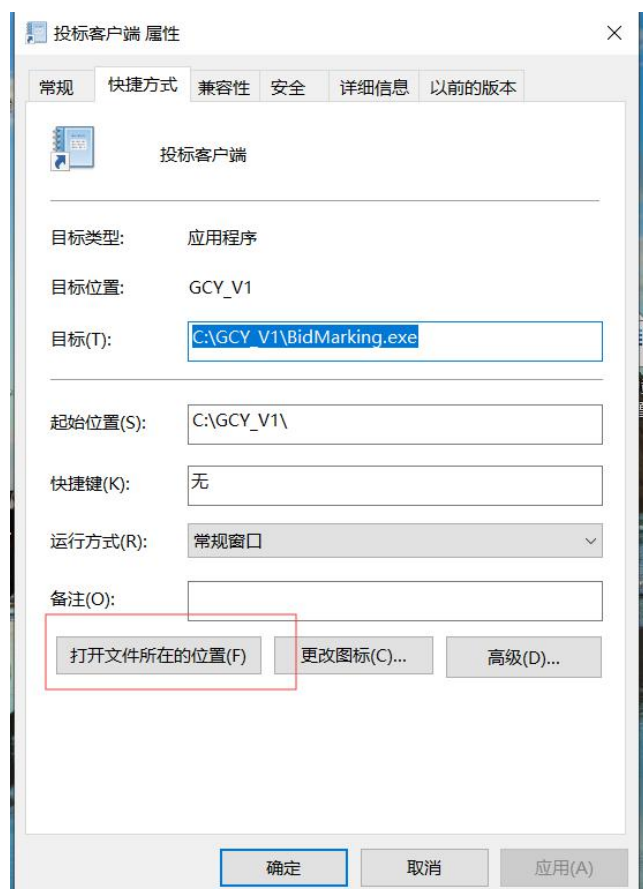 投标客户端 属性
常规 快捷方式 兼容性 安全 详细信息 以前的版本
投标客户端
目标类型: 应用程序
目标位置: GCY_V1
目标(T): C:\GCY_V1\BidMarking.exe
起始位置(S): C:\GCY_V1\
快捷键(K): 无
运行方式(R): 常规窗口
备注(O):
打开文件所在的位置(F) 更改图标(C)... 高级(D)...
确定 取消 应用(A)